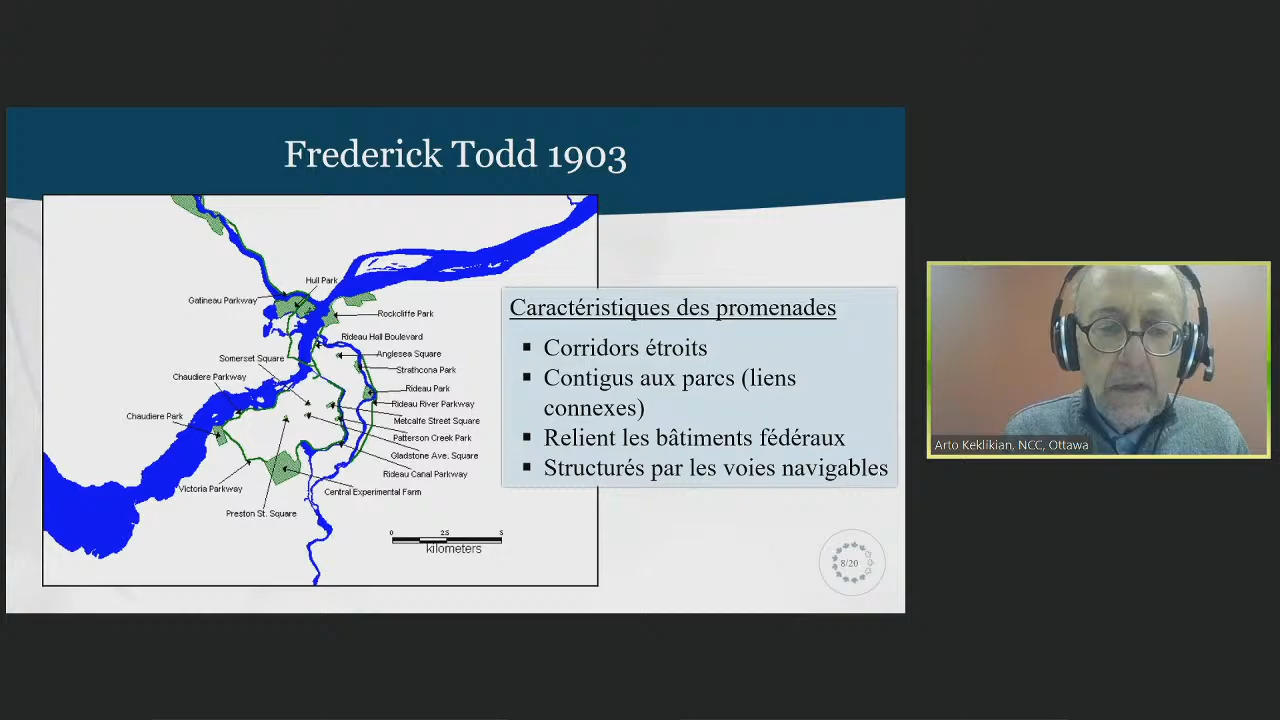 Frederick Todd 1903
Hull Park
Gatineau Parkway
Rockcliffe Park
Rideau Hall Boulevard
Somerset Square
Anglesea Square
Strathcona Park
Chaudiere Parkway
Rideau Park
Rideau River Parkway
Chaudiere Park
Metcalfe Street Square
Patterson Creek Park
Gladstone Ave. Square
Rideau Canal Parkway
Victoria Parkway
Central Experimental Farm
Preston St. Square
0 2.5 5
kilometers
Caractéristiques des promenades
▪ Corridors étroits
▪ Contigus aux parcs (liens
connexes)
▪ Relient les bâtiments fédéraux
▪ Structurés par les voies navigables
8/20
Arto Keklikian, NCC, Ottawa